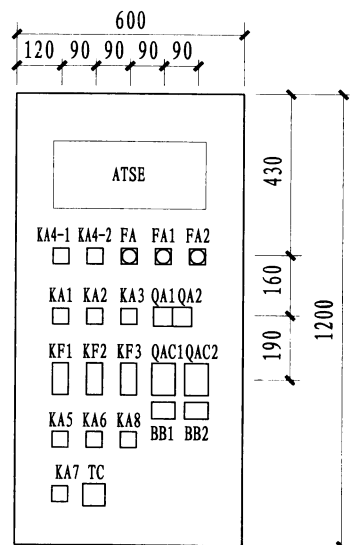 600
120 90 90 90 90
ATSE
KA4-1 KA4-2 FA FA1 FA2
KA1 KA2 KA3 QA1 QA2
KF1 KF2 KF3 QAC1 QAC2
KA5 KA6 KA8 BB1 BB2
KA7 TC
430
160
190
1200